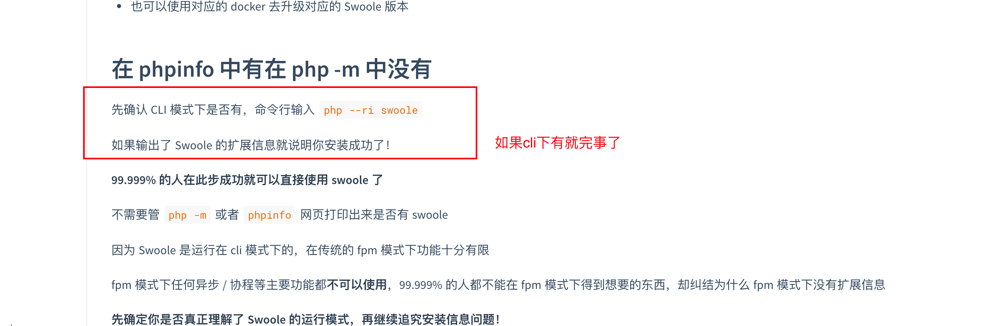 也可以使用对应的 docker 去升级对应的 Swoole 版本
在 phpinfo 中有在 php -m 中没有
先确认 CLI 模式下是否有，命令行输入 php --ri swoole
如果输出了 Swoole 的扩展信息就说明你安装成功了！
如果cli下有就完事了
99.999% 的人在此步成功就可以直接使用 swoole 了
不需要管 php -m 或者 phpinfo 网页打印出来是否有 swoole
因为 Swoole 是运行在 cli 模式下的，在传统的 fpm 模式下功能十分有限
fpm 模式下任何异步 / 协程等主要功能都不可以使用，99.999% 的人都不能在 fpm 模式下得到想要的东西，却纠结为什么 fpm 模式下没有扩展信息
先确定你是否真正理解了 Swoole 的运行模式，再继续追究安装信息问题！